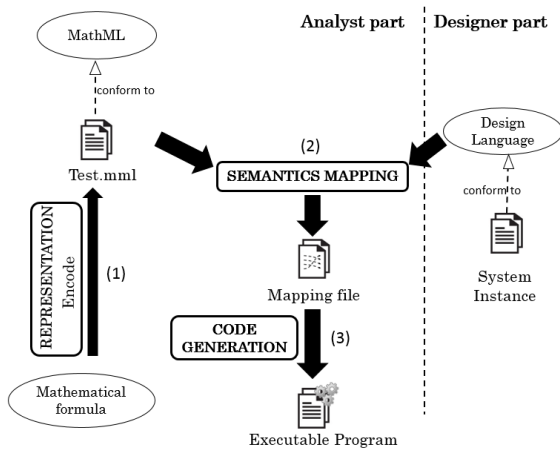 Analyst part
Designer part
MathML
conform to
Test.mml
(2)
SEMANTICS MAPPING
Design
Language
conform to
System
Instance
REPRESENTATION
Encode
(1)
Mapping file
CODE
GENERATION
(3)
Mathematical
formula
Executable Program